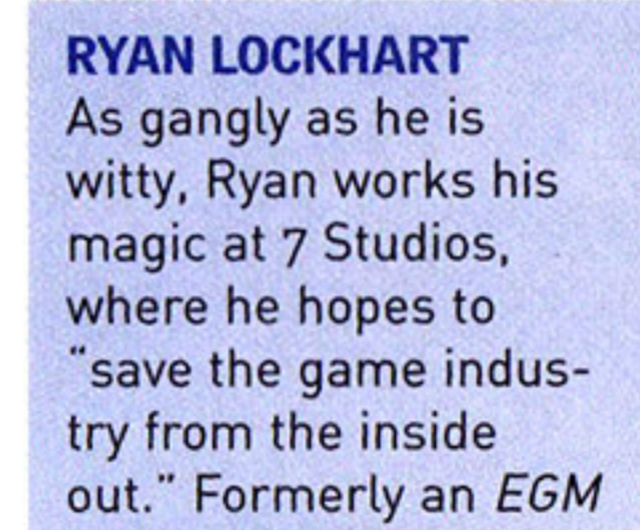 RYAN LOCKHART
As gangly as he is
witty, Ryan works his
magic at 7 Studios,
where he hopes to
“save the game indus-
try from the inside
out.” Formerly an EGM